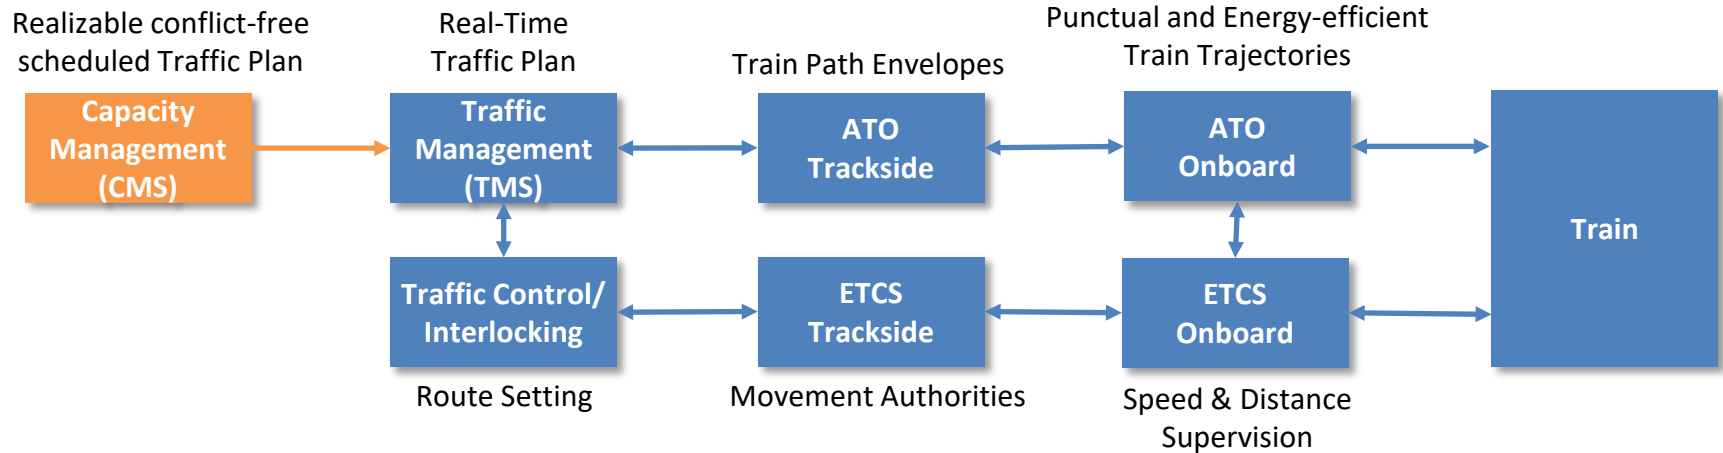 Realizable conflict-free
scheduled Traffic Plan
Real-Time
Traffic Plan
Train Path Envelopes
Punctual and Energy-efficient
Train Trajectories
Capacity
Management
(CMS)
Traffic
Management
(TMS)
ATO
Trackside
ATO
Onboard
Train
Traffic Control/
Interlocking
ETCS
Trackside
ETCS
Onboard
Route Setting
Movement Authorities
Speed & Distance
Supervision